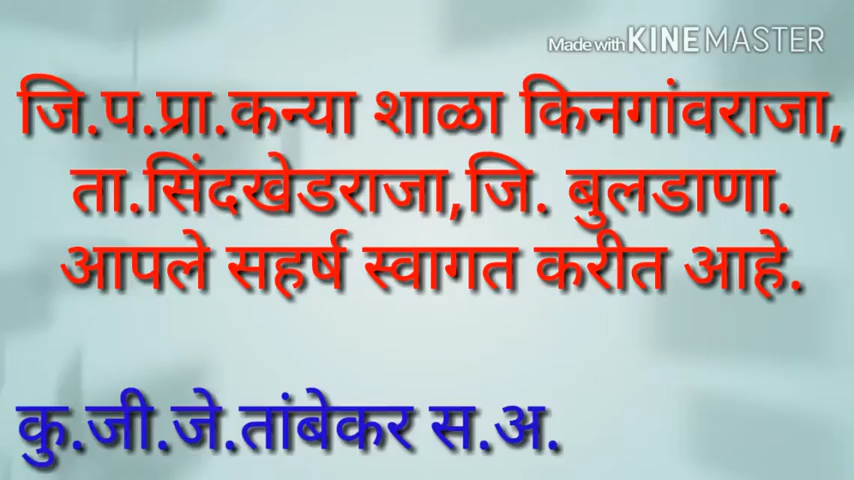 Made with KINEMASTER
जि.प.प्रा.कन्या शाळा किनगांवराजा,
ता.सिंदखेडराजा,जि. बुलडाणा.
आपले सहर्ष स्वागत करीत आहे.
कु.जी.जे.तांबेकर स.अ.